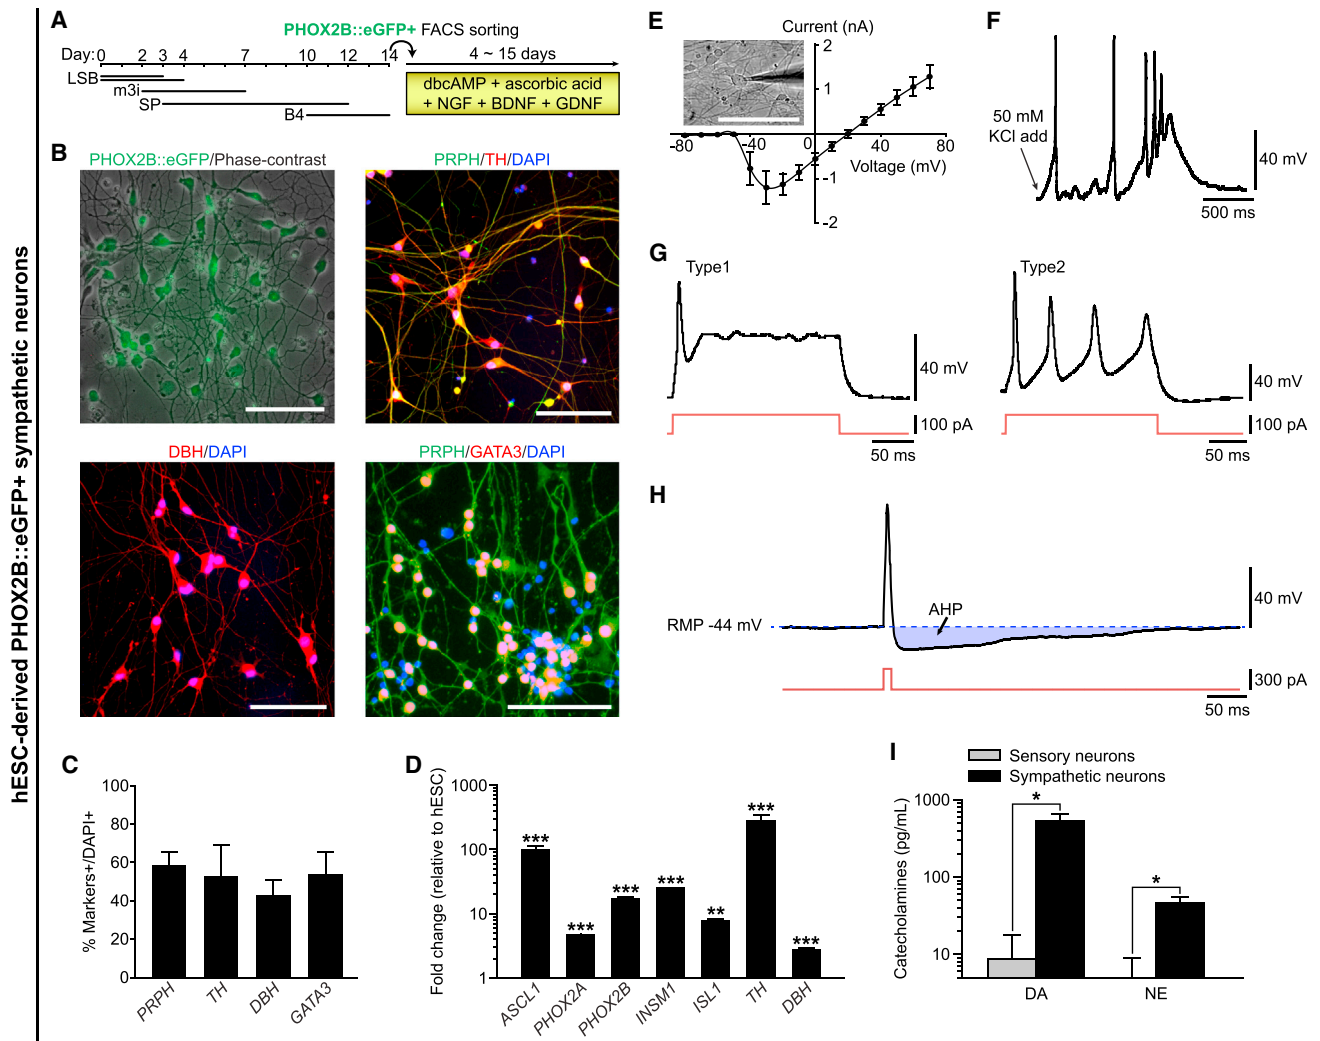 hESC-derived PHOX2B::eGFP+ sympathetic neurons
A
PHOX2B::eGFP+ FACS sorting
Day: 0 2 3 4 7 10 12 14
4 ~ 15 days
LSB
m3i
SP
B4
dbcAMP + ascorbic acid
+ NGF + BDNF + GDNF
B
PHOX2B::eGFP/Phase-contrast
PRPH/TH/DAPI
DBH/DAPI
PRPH/GATA3/DAPI
C
% Markers+/DAPI+
100
80
60
40
20
0
PRPH
TH
DBH
GATA3
D
Fold change (relative to hESC)
1000
100
10
1
***
***
***
***
**
***
***
ASCL1
PHOX2A
PHOX2B
INSM1
ISL1
TH
DBH
E
Current (nA)
2
1
-80 -40 0 40 80
Voltage (mV)
-1
-2
F
50 mM
KCl add
40 mV
500 ms
G
Type1
40 mV
100 pA
50 ms
Type2
40 mV
100 pA
50 ms
H
RMP -44 mV
AHP
40 mV
300 pA
50 ms
I
Sensory neurons
Sympathetic neurons
Catecholamines (pg/mL)
1000
100
10
*
*
DA
NE